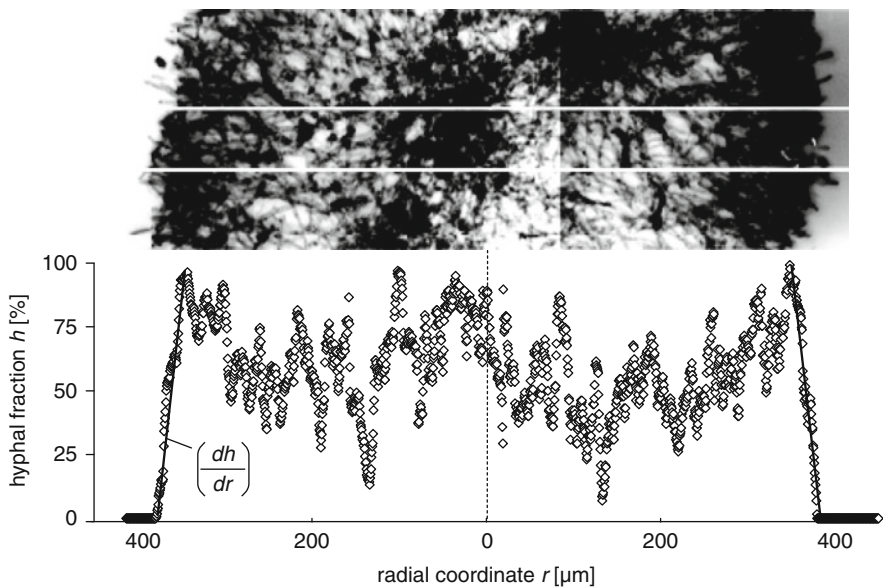 100
75
50
25
0
hyphal fraction h [%]
(dh/dr)
400 200 0 200 400
radial coordinate r [µm]